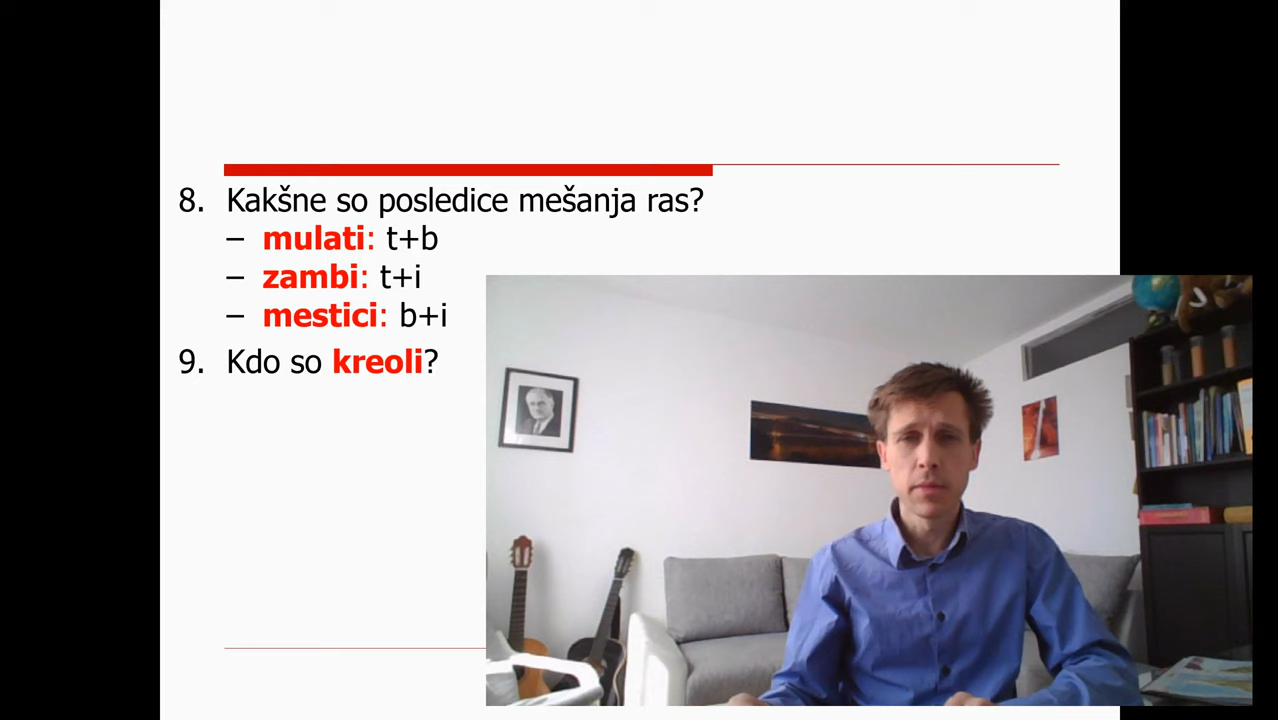 8. Kakšne so posledice mešanja ras?
– mulati: t+b
– zambi: t+i
– mestici: b+i
9. Kdo so kreoli?